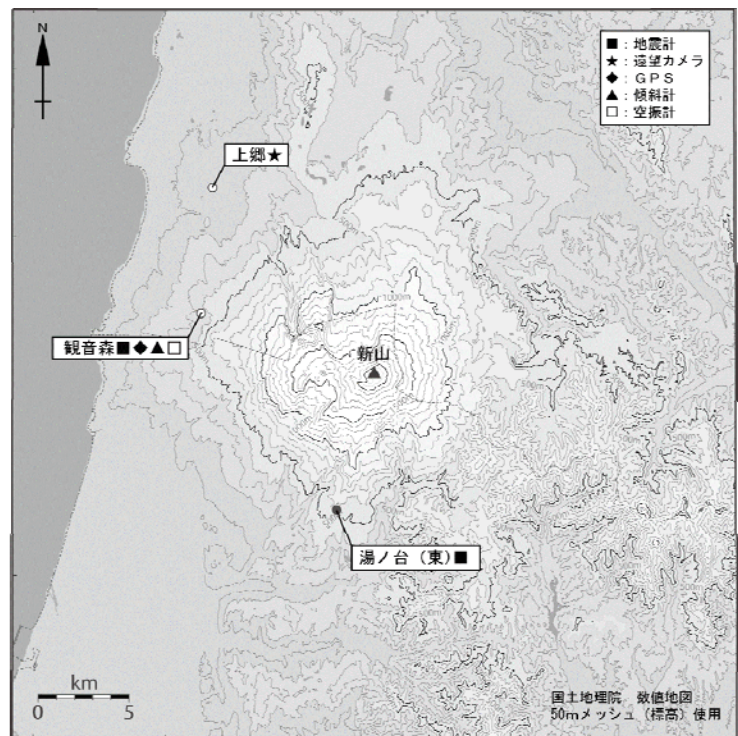 N
■：地震計
★：遠望カメラ
◆：ＧＰＳ
▲：傾斜計
□：空振計
上郷★
1000m
観音森■◆▲□
新山
湯ノ台（東）■
km
0 5
国土地理院　数値地図
50mメッシュ（標高）使用